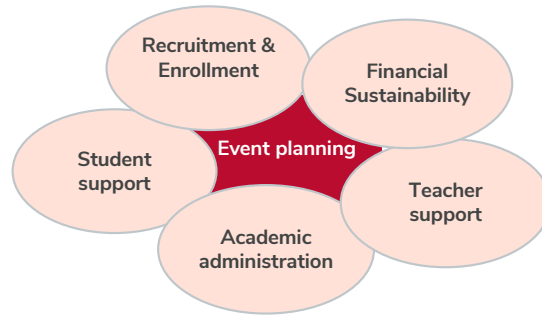 Recruitment &
Enrollment
Financial
Sustainability
Event planning
Student
support
Teacher
support
Academic
administration